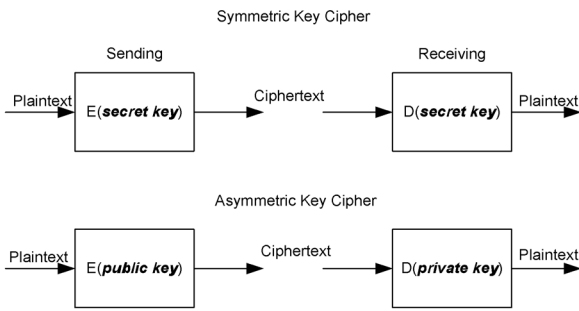 Symmetric Key Cipher
Sending
Receiving
Plaintext
E(secret key)
Ciphertext
D(secret key)
Plaintext
Asymmetric Key Cipher
Plaintext
E(public key)
Ciphertext
D(private key)
Plaintext